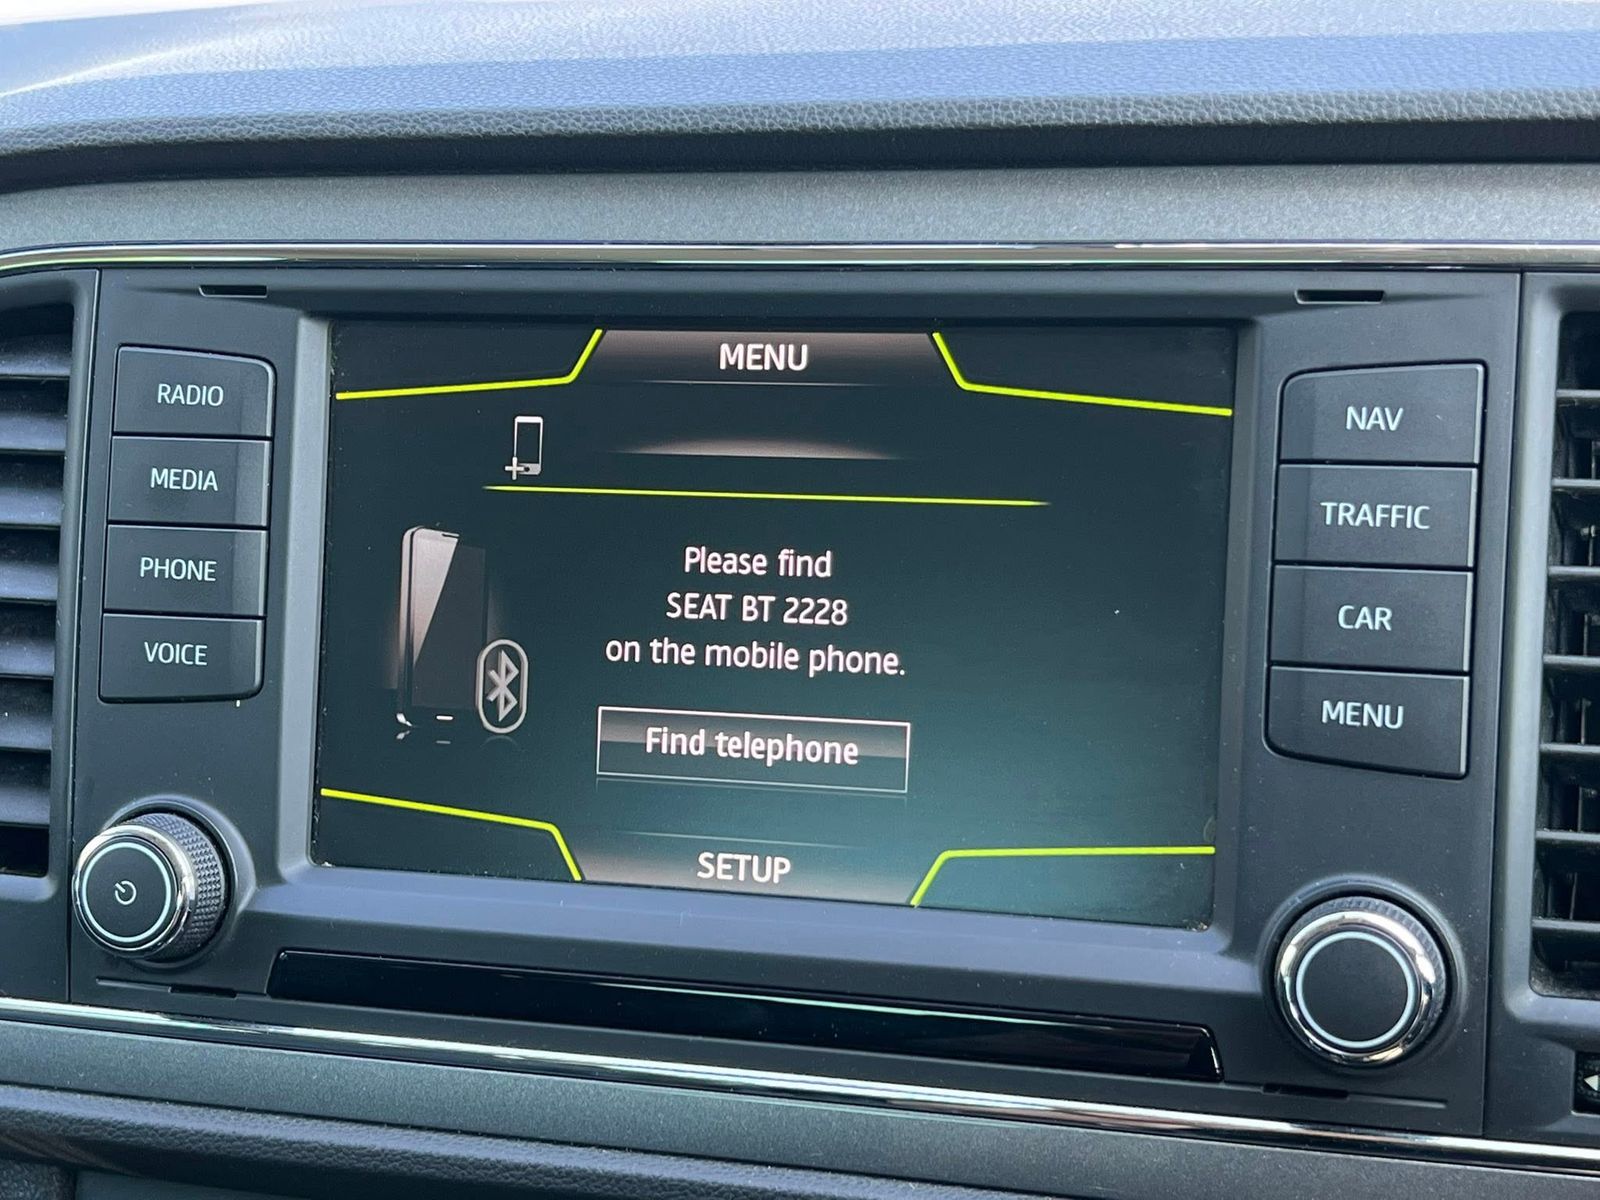 RADIO
MEDIA
PHONE
VOICE
MENU
Please find
SEAT BT 2228
on the mobile phone.
Find telephone
SETUP
NAV
TRAFFIC
CAR
MENU